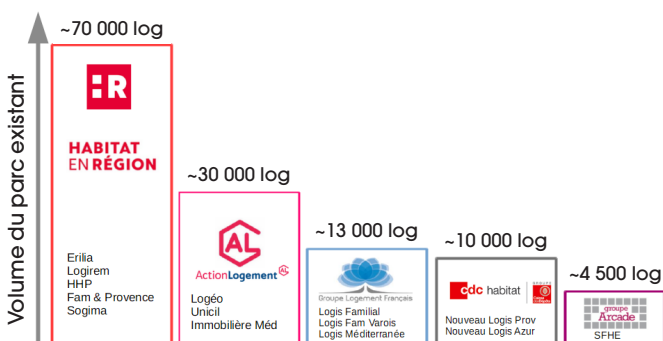 Volume du parc existant
~70 000 log
:R
HABITAT
EN RÉGION
Erilia
Logirem
HHP
Fam & Provence
Sogima
~30 000 log
AL
ActionLogement AL
Logéo
Unicil
Immobilière Méd
~13 000 log
Groupe Logement Français
Logis Familial
Logis Fam Varois
Logis Méditerranée
~10 000 log
cdc habitat
GROUPE
Nouveau Logis Prov
Nouveau Logis Azur
~4 500 log
groupe
Arcade
SFHE